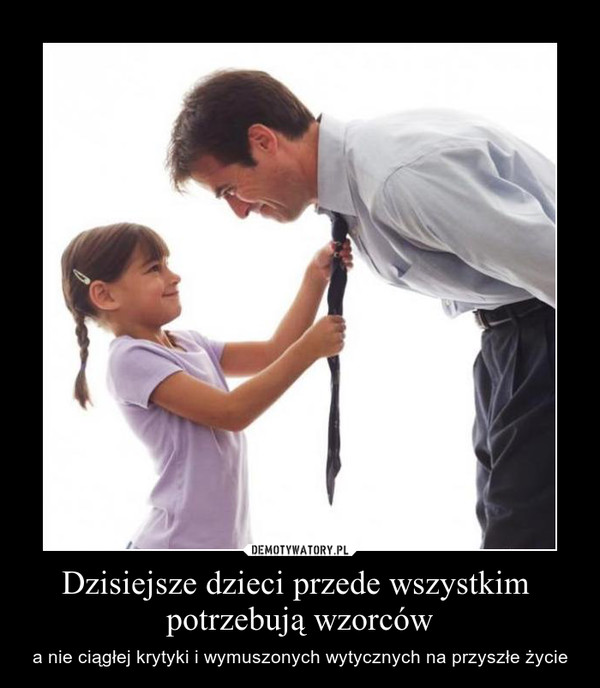 DEMOTYWATORY.PL
Dzisiejsze dzieci przede wszystkim
potrzebują wzorców
a nie ciągłej krytyki i wymuszonych wytycznych na przyszłe życie